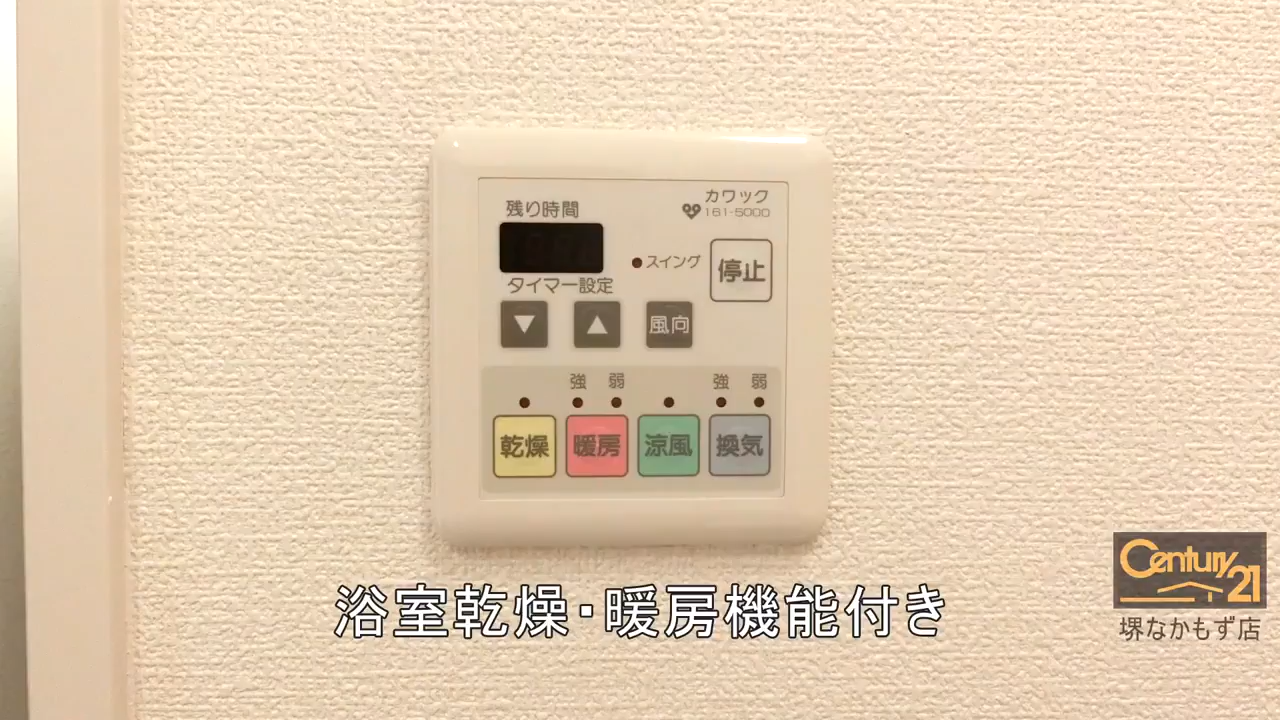 残り時間
カワック
161-5000
スイング
停止
タイマー設定
▼ ▲ 風向
強 弱 強 弱
乾燥 暖房 涼風 換気
浴室乾燥・暖房機能付き
Century 21
堺なかもず店